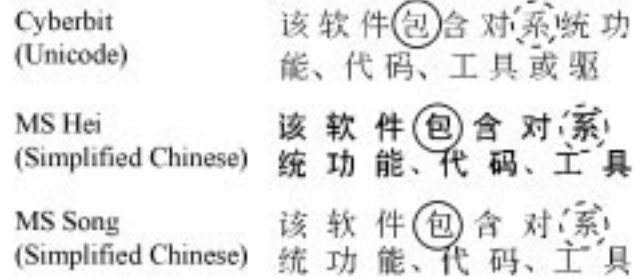 Cyberbit 该软件包含对系统功
(Unicode) 能、代码、工具或驱
MS Hei 该软件包含对系
(Simplified Chinese) 统功能、代码、工具
MS Song 该软件包含对系
(Simplified Chinese) 统功能、代码、工具